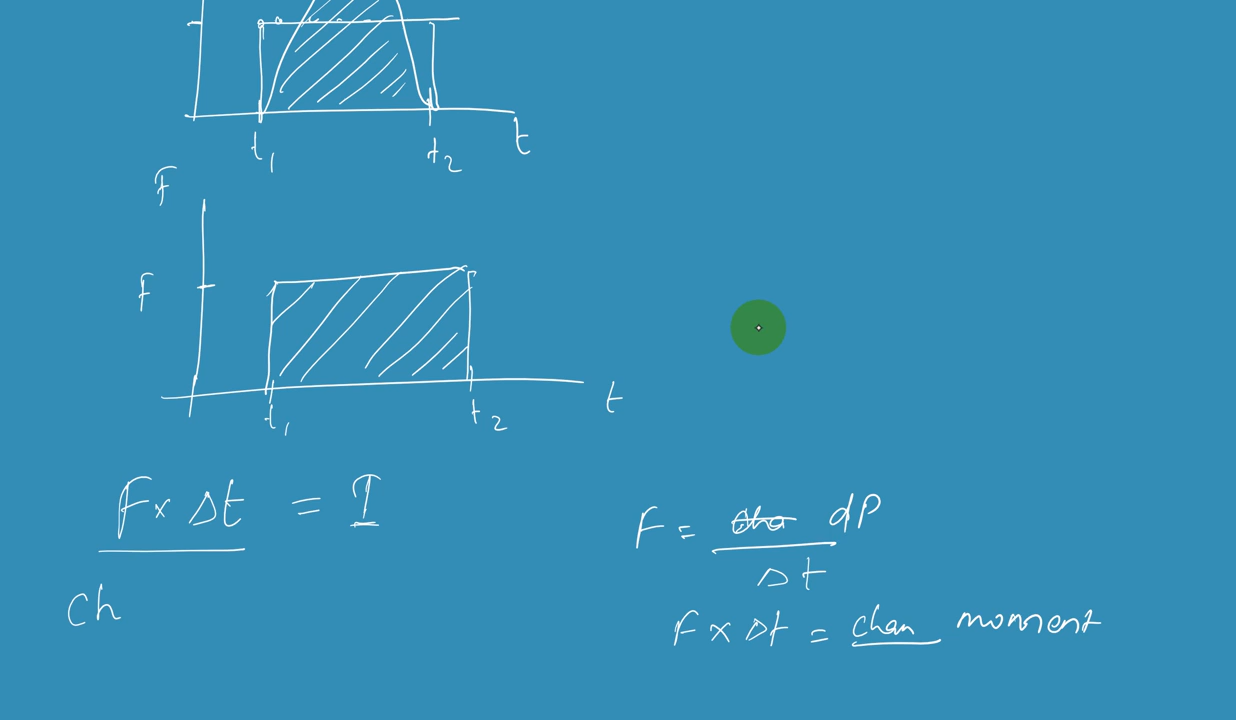 t₁ t₂ t
F
F
t₁ t₂ t
F × Δt = I
F = dP / Δt
ch
F × Δt = chan moment